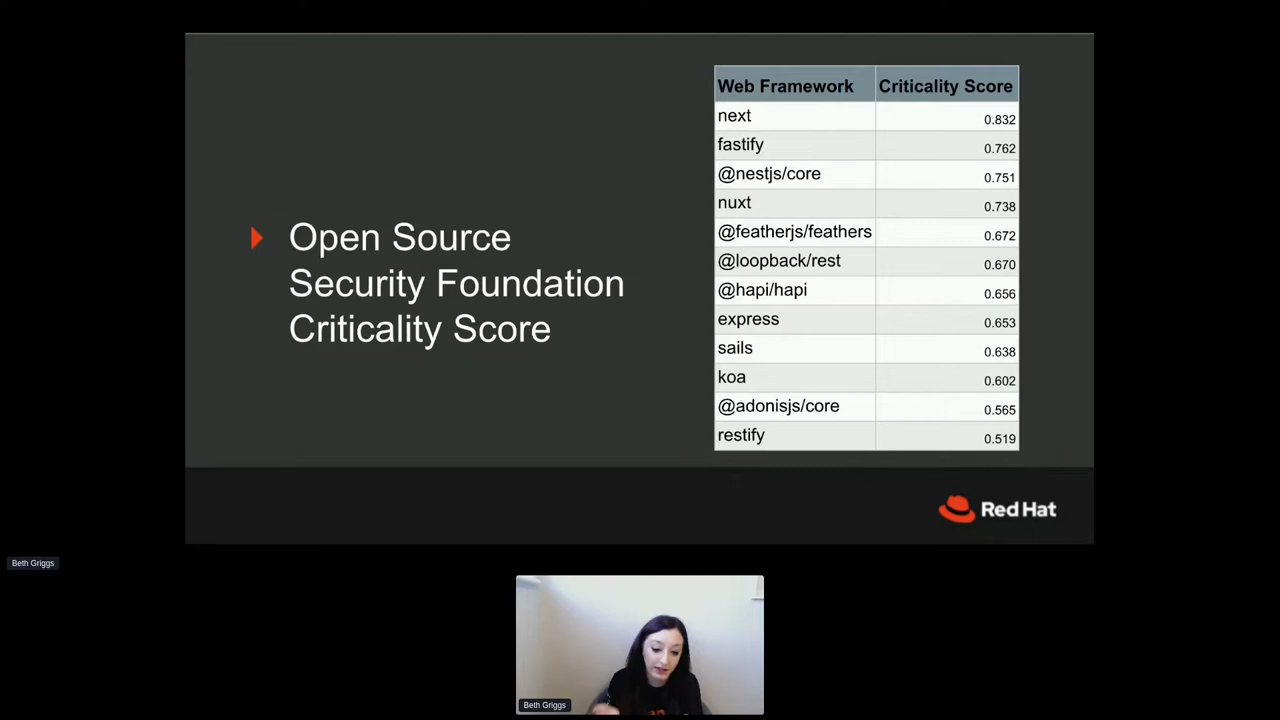 Open Source
Security Foundation
Criticality Score
Web Framework Criticality Score
next 0.832
fastify 0.762
@nestjs/core 0.751
nuxt 0.738
@featherjs/feathers 0.672
@loopback/rest 0.670
@hapi/hapi 0.656
express 0.653
sails 0.638
koa 0.602
@adonisjs/core 0.565
restify 0.519
Red Hat
Beth Griggs
Beth Griggs